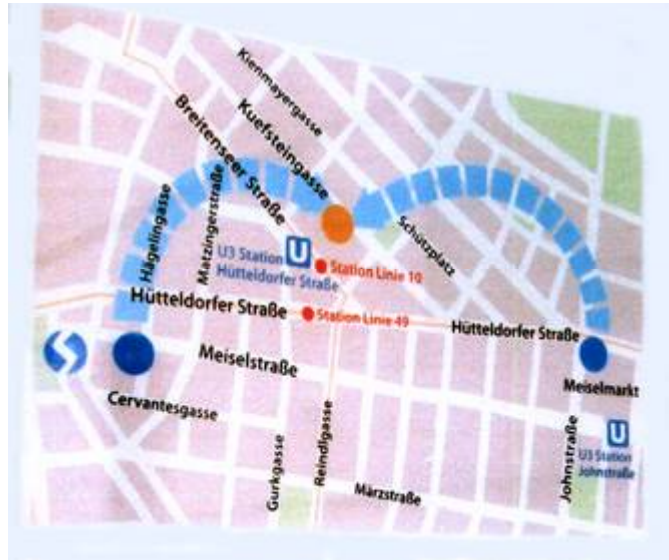 Kienmayergasse
Kuefsteingasse
Breitenseer Straße
Hägelingasse
Matzingerstraße
Schützplatz
U
U3 Station
Hütteldorfer Straße
Station Linie 10
Hütteldorfer Straße
Station Linie 49
Hütteldorfer Straße
Meiselstraße
Meiselmarkt
Cervantesgasse
Reindlgasse
Gurkgasse
Johnstraße
U
U3 Station
Johnstraße
Märzstraße